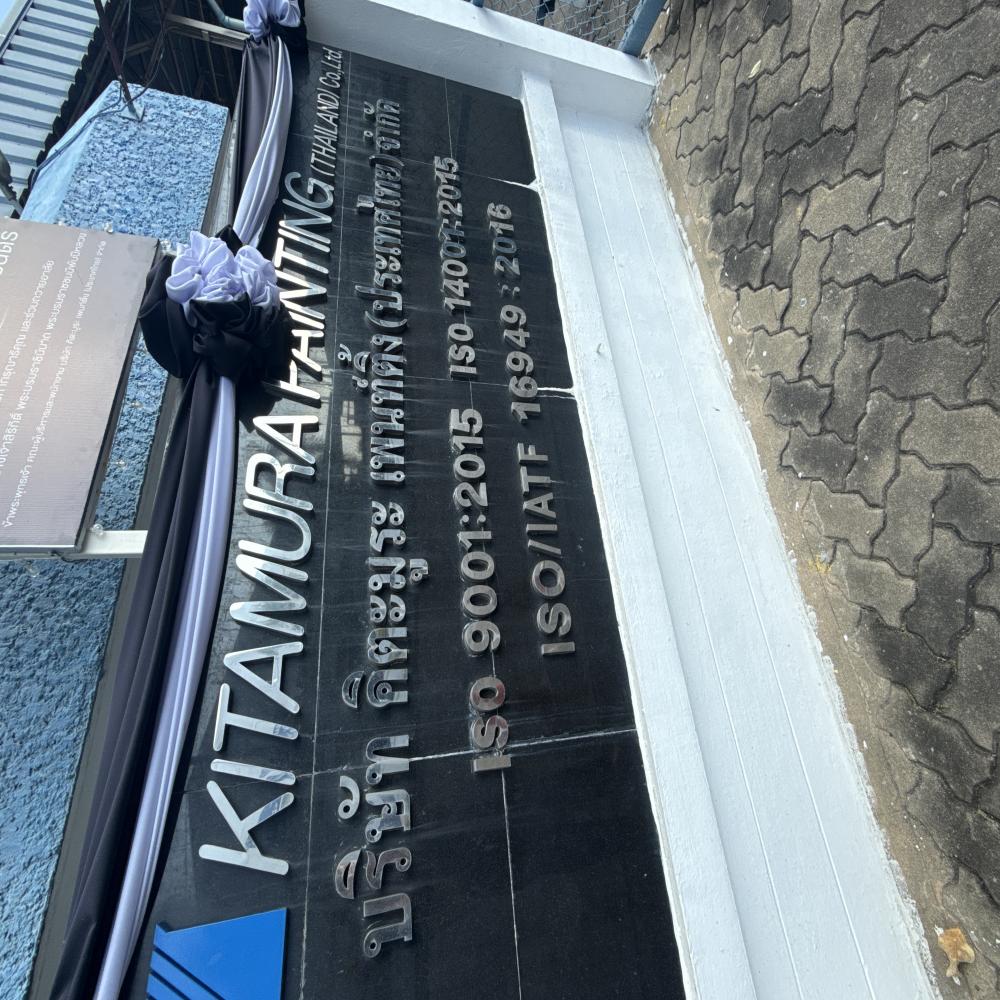 KITAMURA PAINTING (THAILAND) Co.,Ltd.
บริษัท คิตะมูระ เพนท์ติ้ง (ประเทศไทย) จำกัด
ISO 9001:2015 ISO 14001:2015
ISO/IATF 16949 : 2016